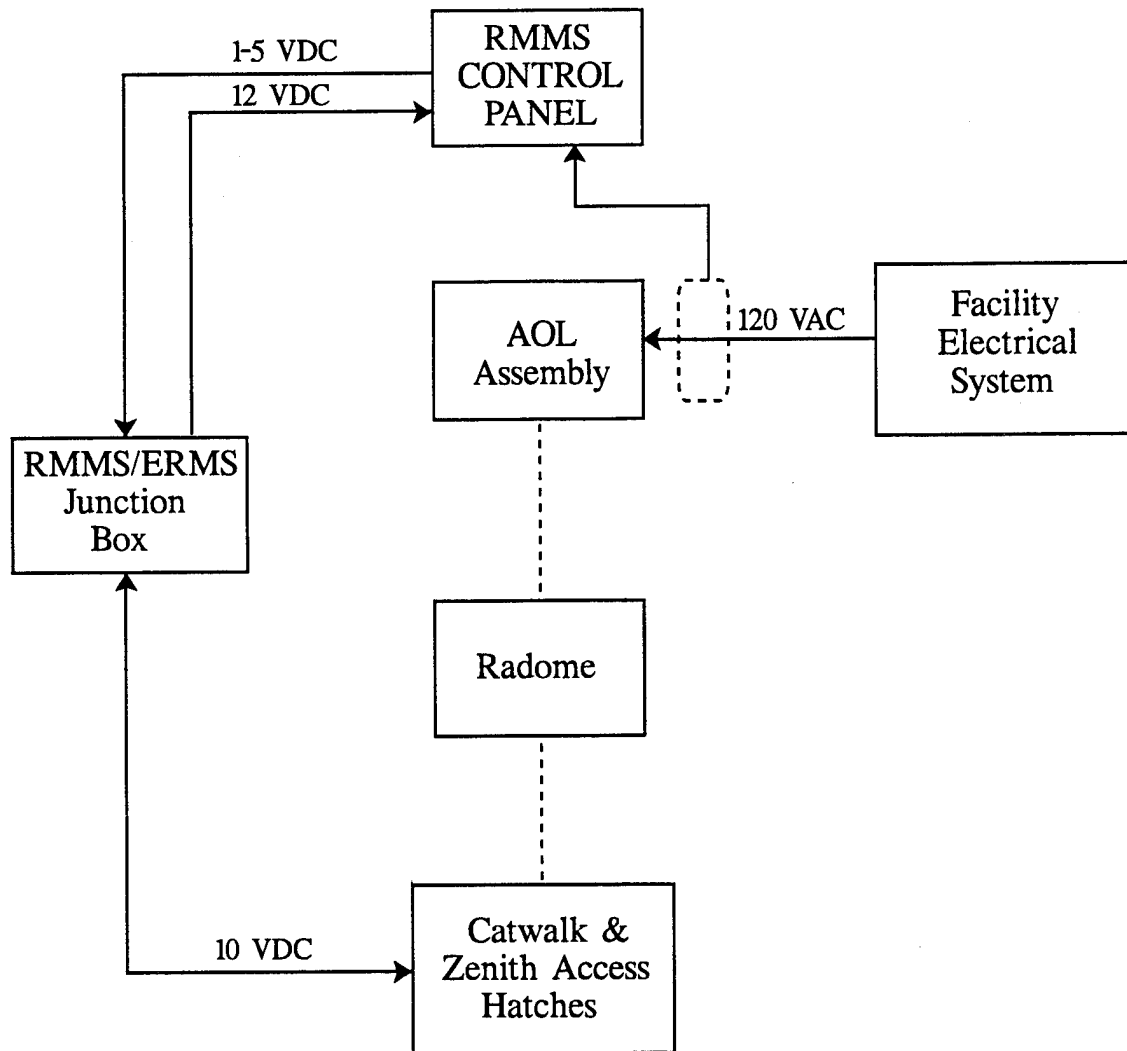 1-5 VDC
12 VDC
RMMS
CONTROL
PANEL
AOL
Assembly
120 VAC
Facility
Electrical
System
RMMS/ERMS
Junction
Box
Radome
10 VDC
Catwalk &
Zenith Access
Hatches